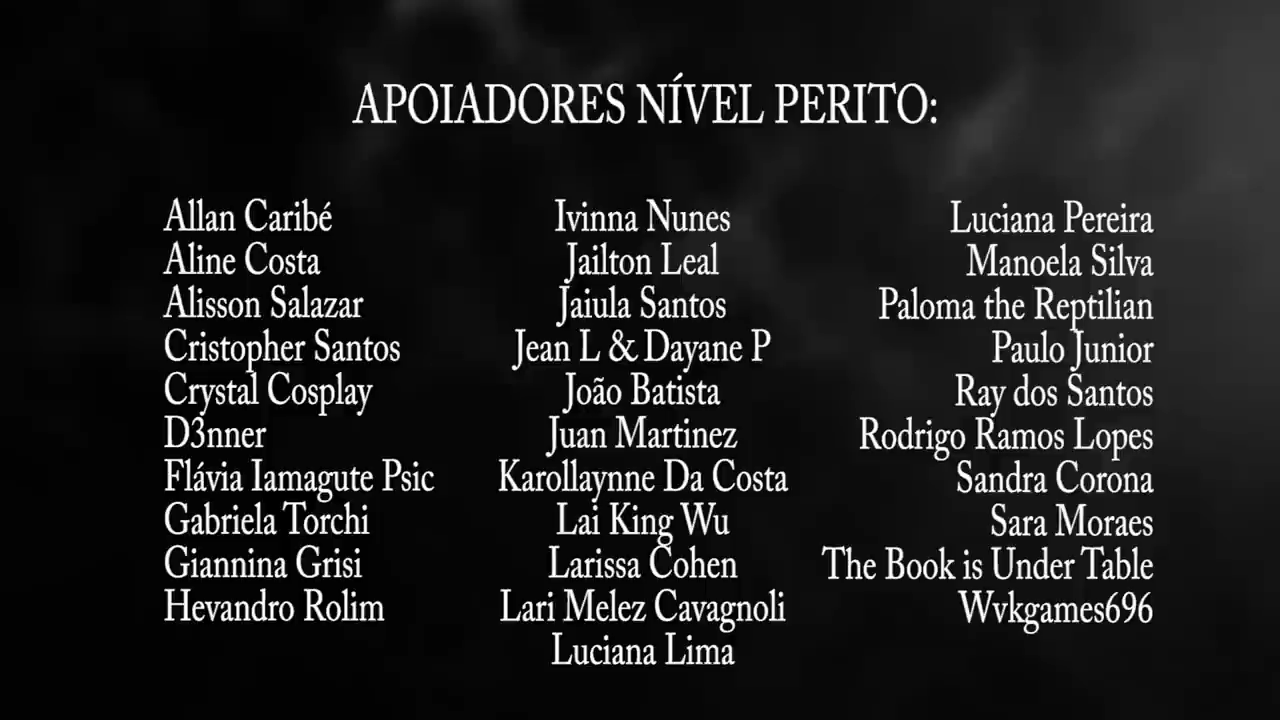 APOIADORES NÍVEL PERITO:
Allan Caribé
Aline Costa
Alisson Salazar
Cristopher Santos
Crystal Cosplay
D3nner
Flávia Iamagute Psic
Gabriela Torchi
Giannina Grisi
Hevandro Rolim
Ivinna Nunes
Jailton Leal
Jaiula Santos
Jean L & Dayane P
João Batista
Juan Martinez
Karollaynne Da Costa
Lai King Wu
Larissa Cohen
Lari Melez Cavagnoli
Luciana Lima
Luciana Pereira
Manoela Silva
Paloma the Reptilian
Paulo Junior
Ray dos Santos
Rodrigo Ramos Lopes
Sandra Corona
Sara Moraes
The Book is Under Table
Wvkgames696